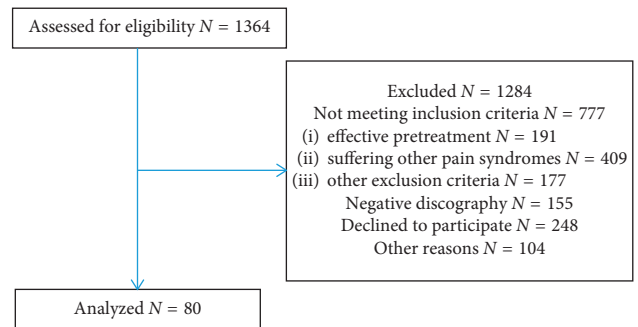 Assessed for eligibility N = 1364
Excluded N = 1284
Not meeting inclusion criteria N = 777
(i) effective pretreatment N = 191
(ii) suffering other pain syndromes N = 409
(iii) other exclusion criteria N = 177
Negative discography N = 155
Declined to participate N = 248
Other reasons N = 104
Analyzed N = 80